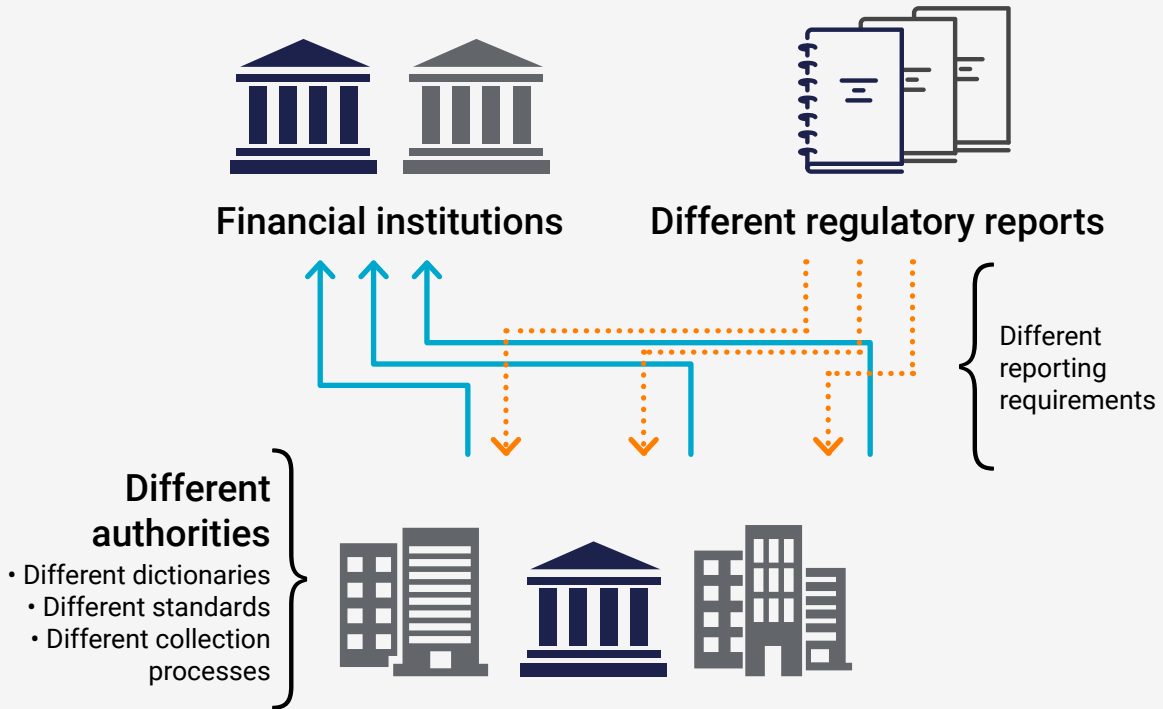 Financial institutions
Different regulatory reports
Different
reporting
requirements
Different
authorities
• Different dictionaries
• Different standards
• Different collection
processes